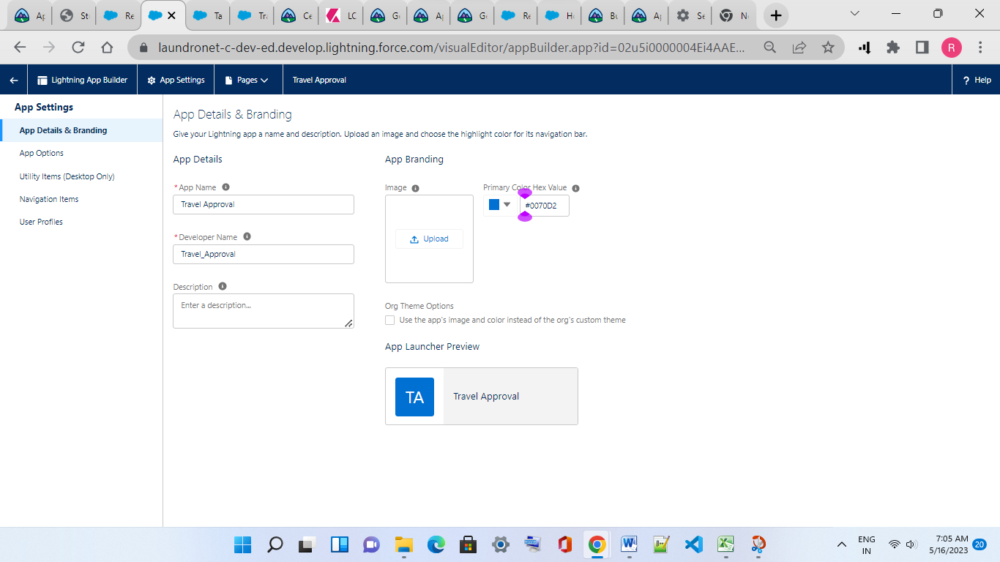 Ap
St
Re
Ta
Tra
Ce
LC
Ge
Ap
Ge
Re
He
Bu
Ap
Se
Ne
laundronet-c-dev-ed.develop.lightning.force.com/visualEditor/appBuilder.app?id=02u5i0000004Ei4AAE...
R
Lightning App Builder
App Settings
Pages
Travel Approval
? Help
App Settings
App Details & Branding
App Options
Utility Items (Desktop Only)
Navigation Items
User Profiles
App Details & Branding
Give your Lightning app a name and description. Upload an image and choose the highlight color for its navigation bar.
App Details
*App Name
Travel Approval
*Developer Name
Travel_Approval
Description
Enter a description...
App Branding
Image
Upload
Primary Color Hex Value
#0070D2
Org Theme Options
Use the app's image and color instead of the org's custom theme
App Launcher Preview
TA
Travel Approval
ENG
IN
7:05 AM
5/16/2023
20